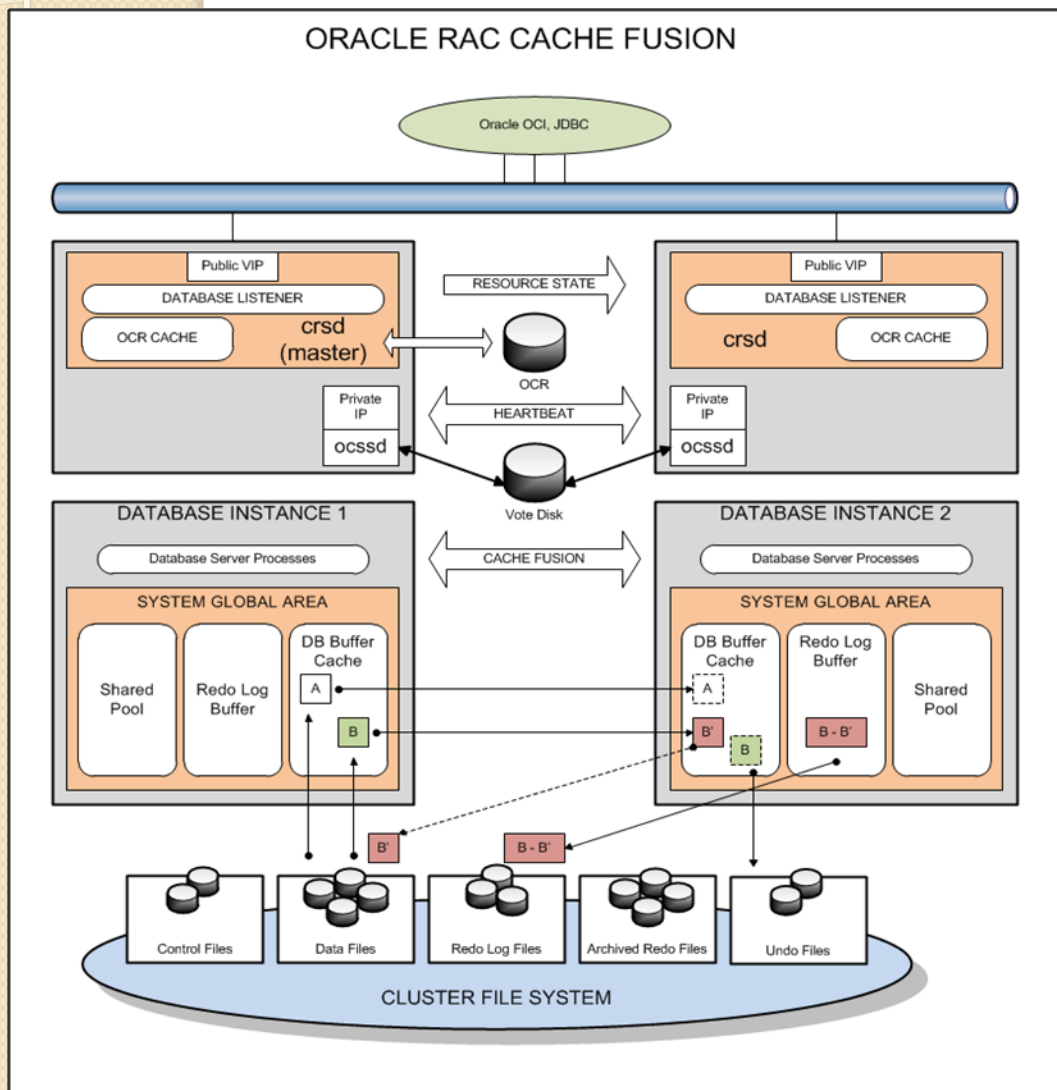 ORACLE RAC CACHE FUSION
Oracle OCI, JDBC
Public VIP
DATABASE LISTENER
OCR CACHE
crsd
(master)
Private
IP
ocssd
RESOURCE STATE
OCR
HEARTBEAT
Vote Disk
Public VIP
DATABASE LISTENER
crsd
OCR CACHE
Private
IP
ocssd
DATABASE INSTANCE 1
Database Server Processes
SYSTEM GLOBAL AREA
Shared
Pool
Redo Log
Buffer
DB Buffer
Cache
A
B
CACHE FUSION
DATABASE INSTANCE 2
Database Server Processes
SYSTEM GLOBAL AREA
DB Buffer
Cache
A
B'
B
Redo Log
Buffer
B - B'
Shared
Pool
B'
B - B'
Control Files
Data Files
Redo Log Files
Archived Redo Files
Undo Files
CLUSTER FILE SYSTEM